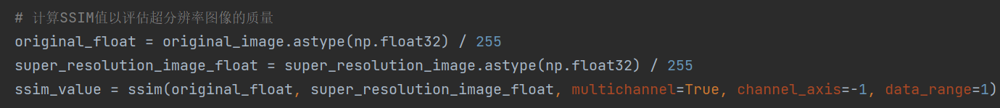 # 计算SSIM值以评估超分辨率图像的质量
original_float = original_image.astype(np.float32) / 255
super_resolution_image_float = super_resolution_image.astype(np.float32) / 255
ssim_value = ssim(original_float, super_resolution_image_float, multichannel=True, channel_axis=-1, data_range=1)